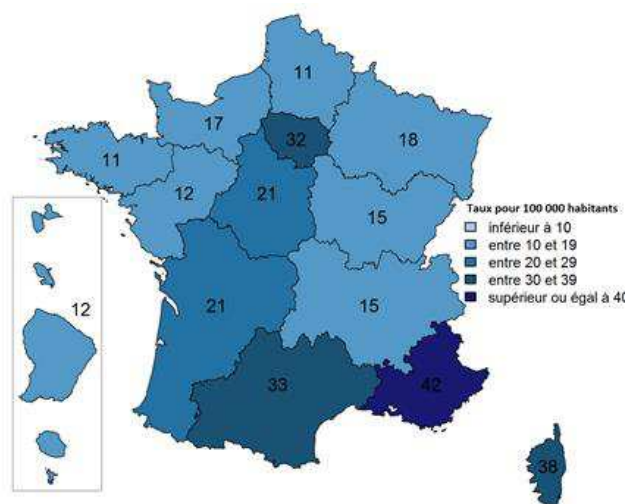 11
17
32
18
11
12
21
15
Taux pour 100 000 habitants
inférieur à 10
entre 10 et 19
entre 20 et 29
entre 30 et 39
supérieur ou égal à 40
12
21
15
33
42
38